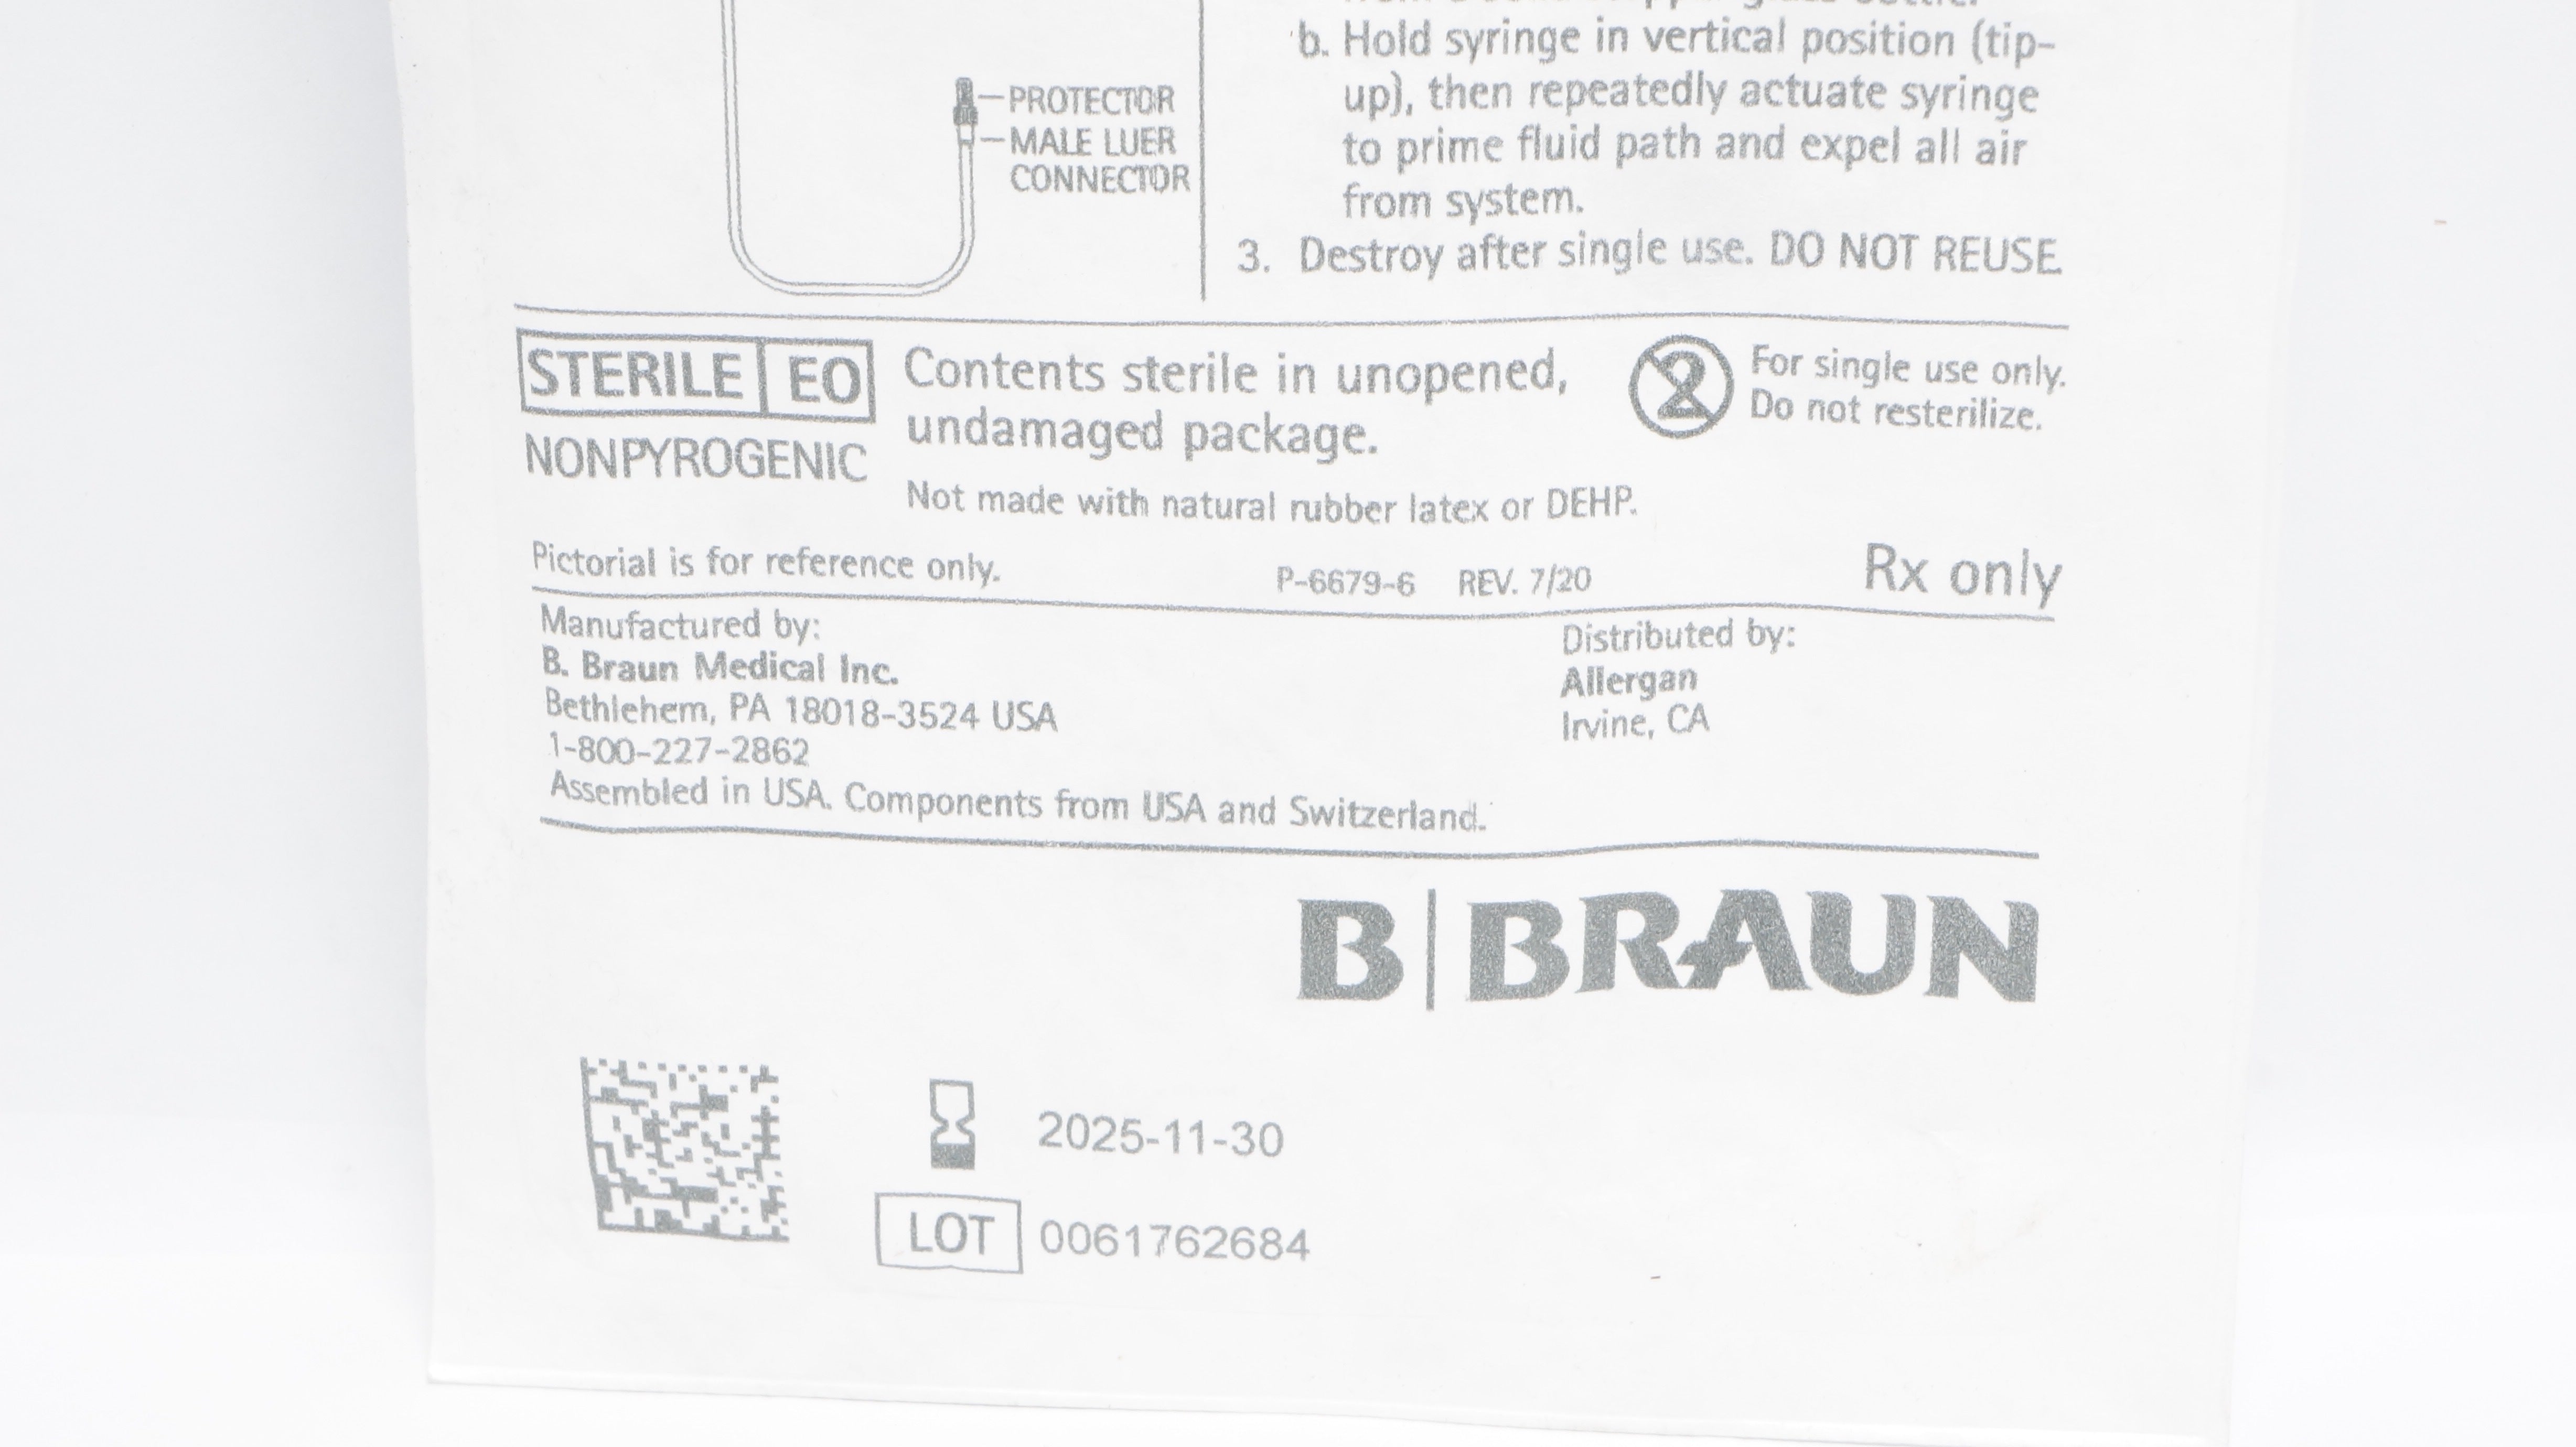 PROTECTOR
MALE LUER
CONNECTOR
b. Hold syringe in vertical position (tip-
up), then repeatedly actuate syringe
to prime fluid path and expel all air
from system.
3. Destroy after single use. DO NOT REUSE.
STERILE EO
NONPYROGENIC
Contents sterile in unopened,
undamaged package.
Not made with natural rubber latex or DEHP.
2
For single use only.
Do not resterilize.
Pictorial is for reference only.
P-6679-6 REV. 7/20
Rx only
Manufactured by:
B. Braun Medical Inc.
Bethlehem, PA 18018-3524 USA
1-800-227-2862
Assembled in USA. Components from USA and Switzerland.
Distributed by:
Allergan
Irvine, CA
B|BRAUN
2025-11-30
LOT 0061762684